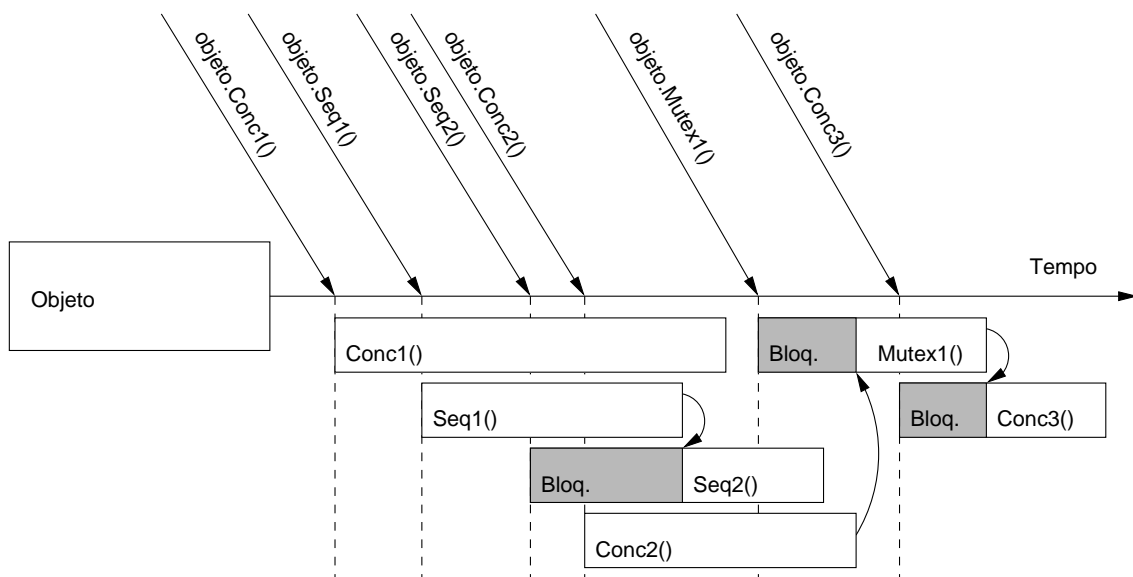 objeto.Conc1()
objeto.Seq1()
objeto.Seq2()
objeto.Conc2()
objeto.Mutex1()
objeto.Conc3()
Tempo
Objeto
Conc1()
Bloq.
Mutex1()
Seq1()
Bloq.
Conc3()
Bloq.
Seq2()
Conc2()